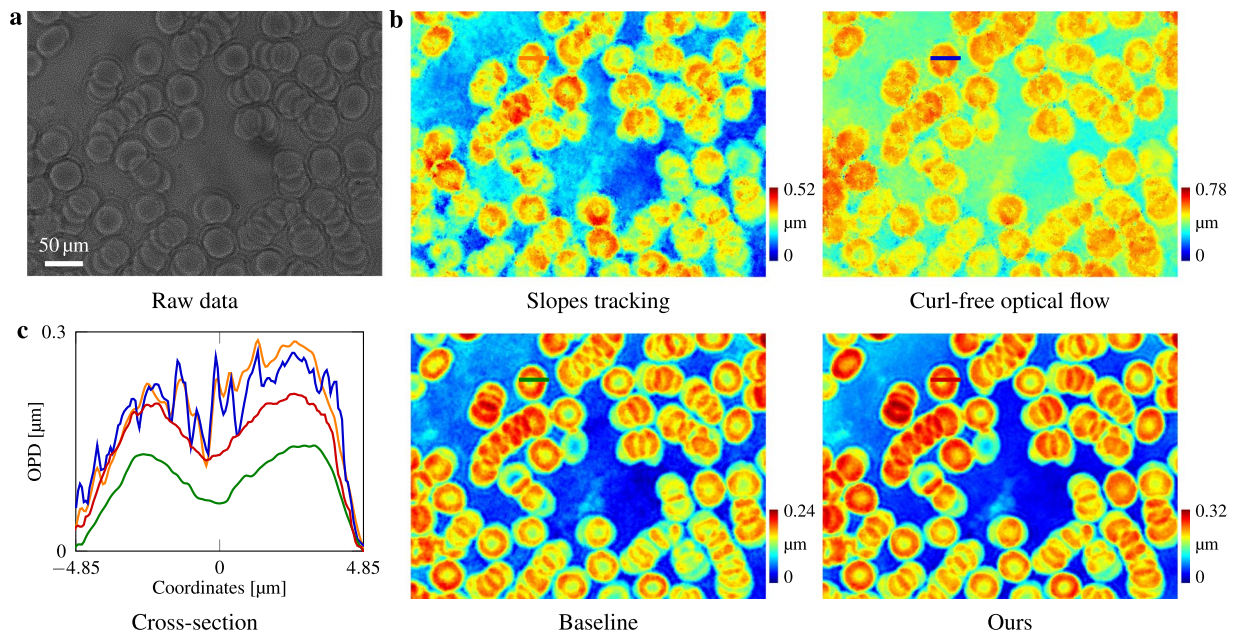 a
b
50 µm
0.52
µm
0
0.78
µm
0
Raw data
Slopes tracking
Curl-free optical flow
c
0.3
OPD [µm]
0
−4.85
0
4.85
Coordinates [µm]
0.24
µm
0
0.32
µm
0
Cross-section
Baseline
Ours